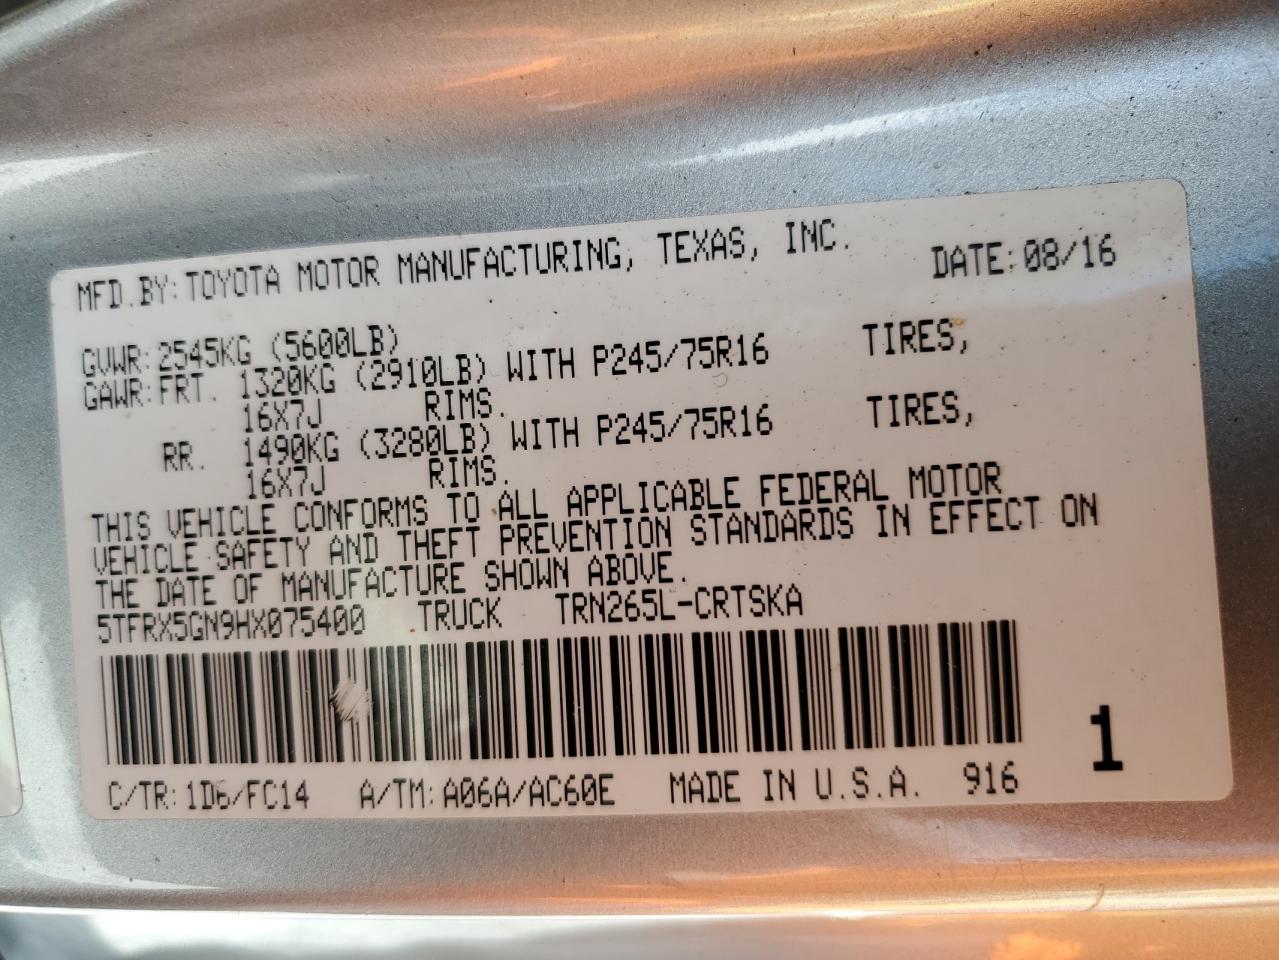 MFD.BY:TOYOTA MOTOR MANUFACTURING, TEXAS, INC.
DATE:08/16
GVWR:2545KG (5600LB)
GAWR:FRT. 1320KG (2910LB) WITH P245/75R16 TIRES,
16X7J RIMS.
RR. 1490KG (3280LB) WITH P245/75R16 TIRES,
16X7J RIMS.
THIS VEHICLE CONFORMS TO ALL APPLICABLE FEDERAL MOTOR
VEHICLE SAFETY AND THEFT PREVENTION STANDARDS IN EFFECT ON
THE DATE OF MANUFACTURE SHOWN ABOVE.
5TFRX5GN9HX075400 TRUCK TRN265L-CRTSKA
1
C/TR:1D6/FC14 A/TM:A06A/AC60E MADE IN U.S.A. 916